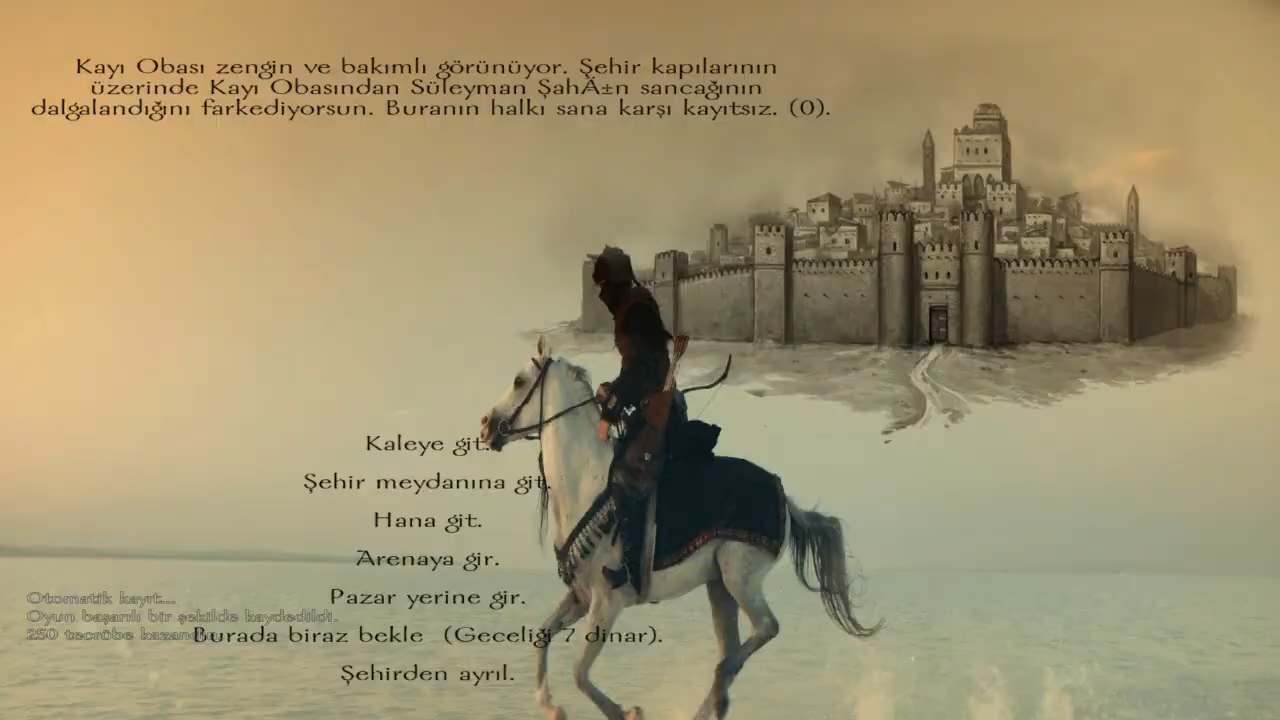 Kayı Obası zengin ve bakımlı görünüyor. Şehir kapılarının
üzerinde Kayı Obasından Süleyman ŞahÄ±n sancağının
dalgalandığını farkediyorsun. Buranın halkı sana karşı kayıtsız. (0).
Kaleye git.
Şehir meydanına git.
Hana git.
Arenaya gir.
Pazar yerine gir.
Otomatik kayıt...
Oyun başarılı bir şekilde kaydedildi.
250 tecrübe
Burada biraz bekle (Geceliği 7 dinar).
Şehirden ayrıl.